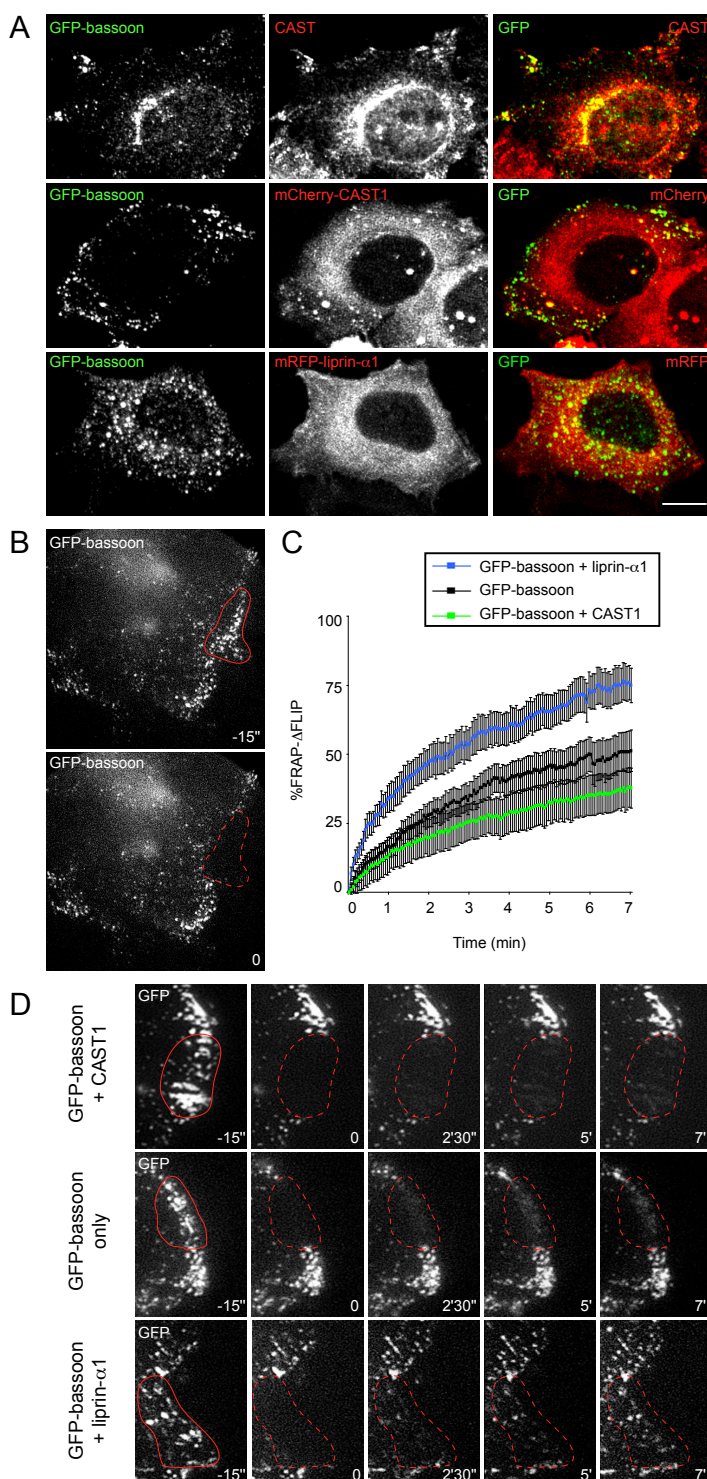 A
GFP-bassoon
CAST
GFP
CAST
GFP-bassoon
mCherry-CAST1
GFP
mCherry
GFP-bassoon
mRFP-liprin-α1
GFP
mRFP
B
GFP-bassoon
-15"
GFP-bassoon
0
C
GFP-bassoon + liprin-α1
GFP-bassoon
GFP-bassoon + CAST1
%FRAP-ΔFLIP
100
75
50
25
0
0
1
2
3
4
5
6
7
Time (min)
D
GFP-bassoon
+ CAST1
GFP
-15"
0
2'30"
5'
7'
GFP-bassoon
only
GFP
-15"
0
2'30"
5'
7'
GFP-bassoon
+ liprin-α1
GFP
-15"
0
2'30"
5'
7'